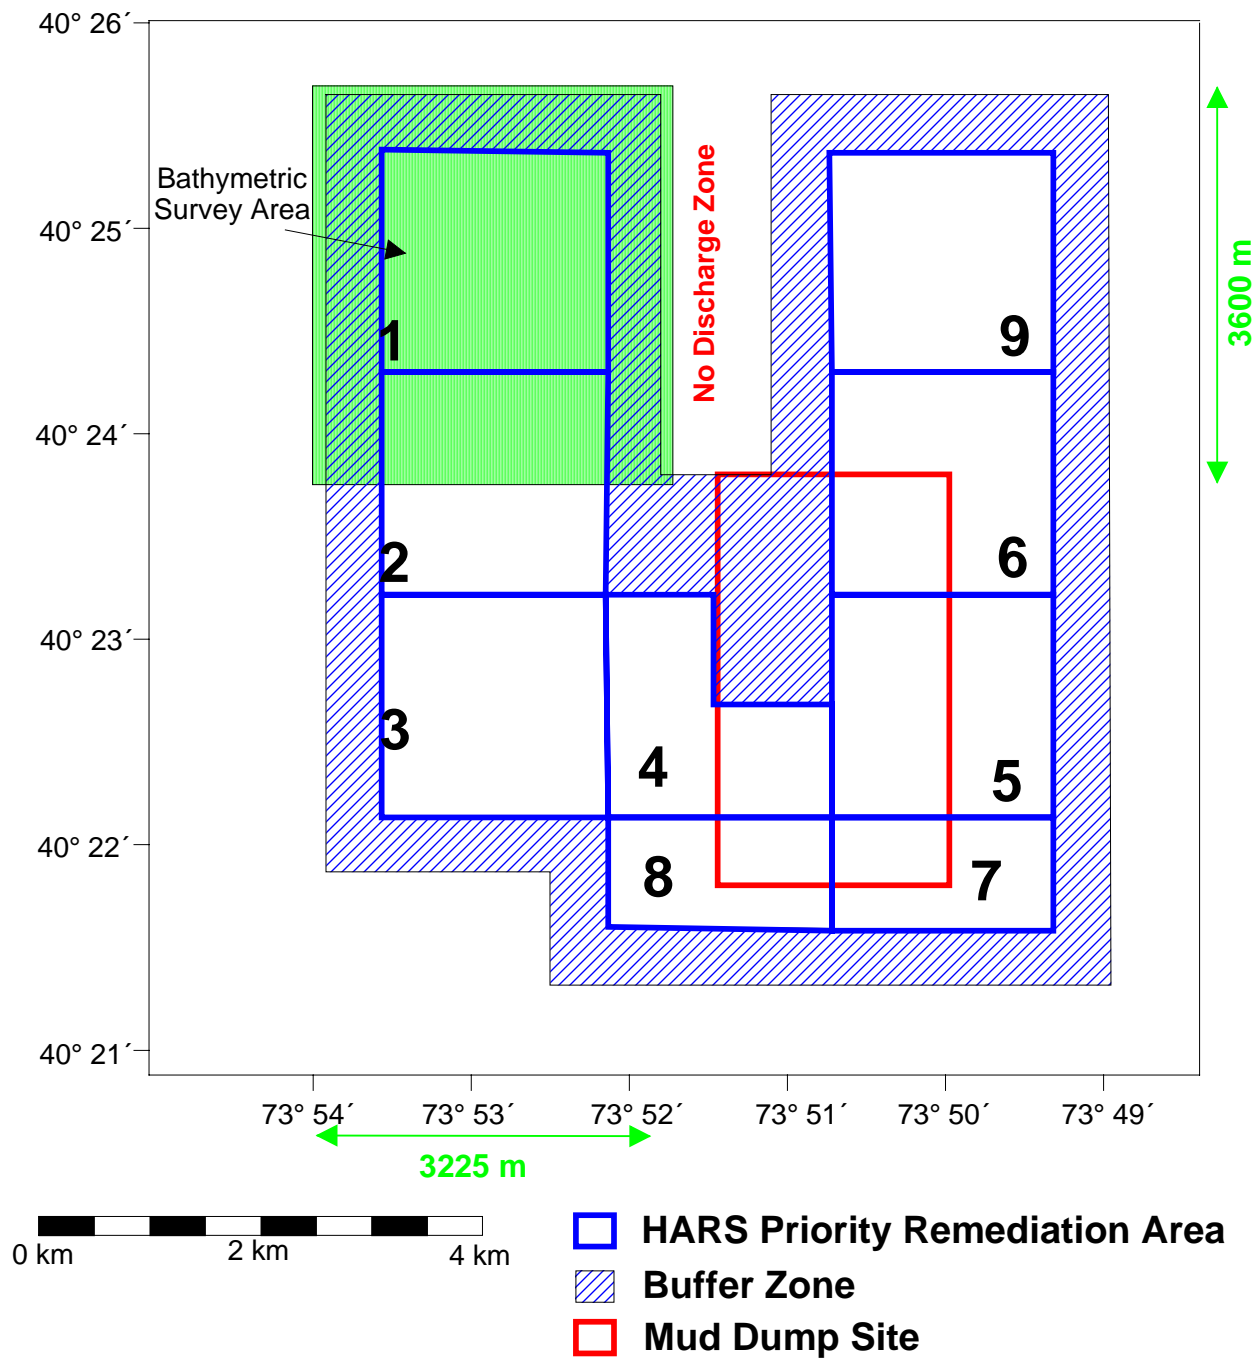 40° 26´
Bathymetric
Survey Area
No Discharge Zone
40° 25´
3600 m
1
9
40° 24´
2
6
40° 23´
3
4
5
40° 22´
8
7
40° 21´
73° 54´
73° 53´
73° 52´
73° 51´
73° 50´
73° 49´
3225 m
0 km
2 km
4 km
HARS Priority Remediation Area
Buffer Zone
Mud Dump Site